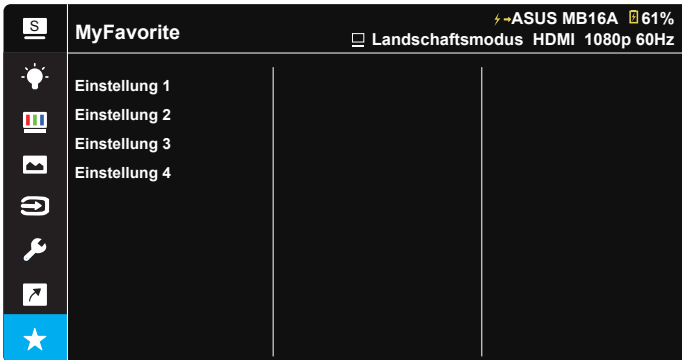 S
MyFavorite
ASUS MB16A 61%
Landschaftsmodus HDMI 1080p 60Hz
Einstellung 1
Einstellung 2
Einstellung 3
Einstellung 4